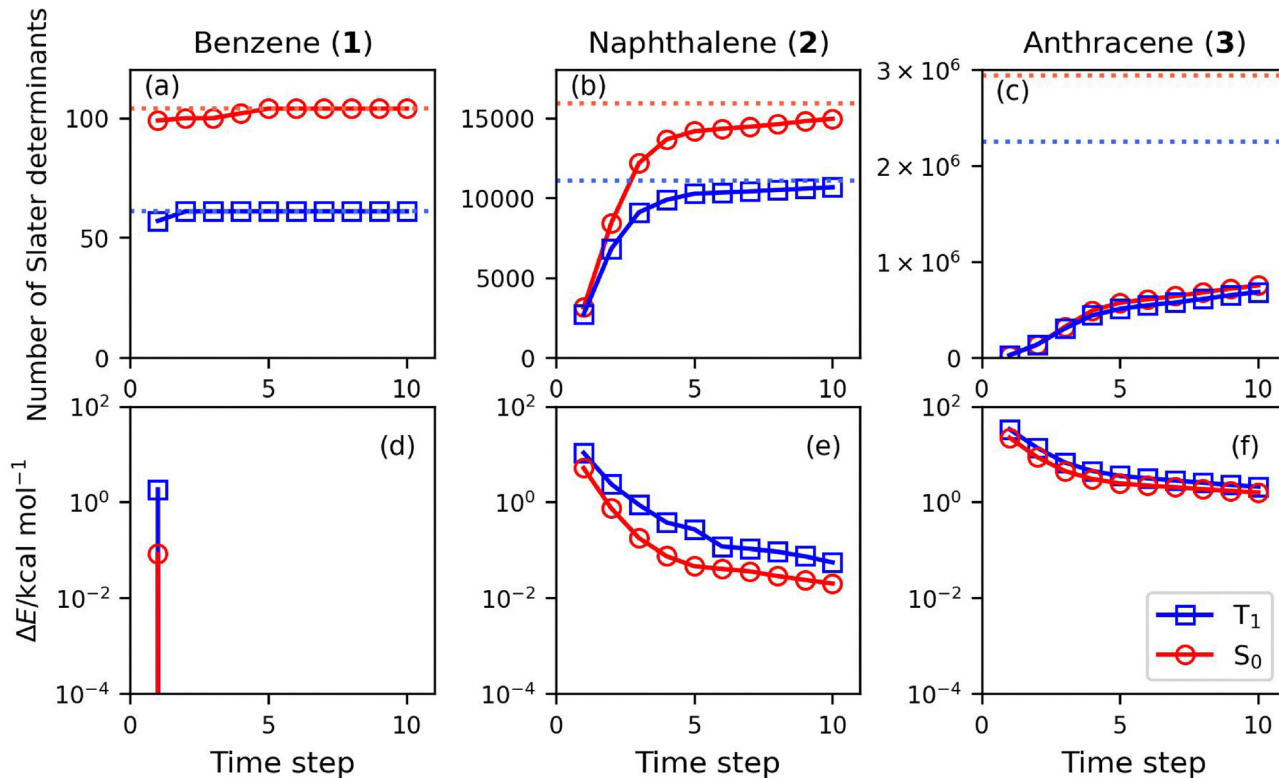 Benzene (1)
Naphthalene (2)
Anthracene (3)
Number of Slater determinants
(a)
100
50
0
0
5
10
(b)
15000
10000
5000
0
0
5
10
(c)
3 × 10⁶
2 × 10⁶
1 × 10⁶
0
0
5
10
ΔE/kcal mol⁻¹
(d)
10²
10⁰
10⁻²
10⁻⁴
0
5
10
Time step
(e)
10²
10⁰
10⁻²
10⁻⁴
0
5
10
Time step
(f)
10²
10⁰
10⁻²
10⁻⁴
T₁
S₀
0
5
10
Time step